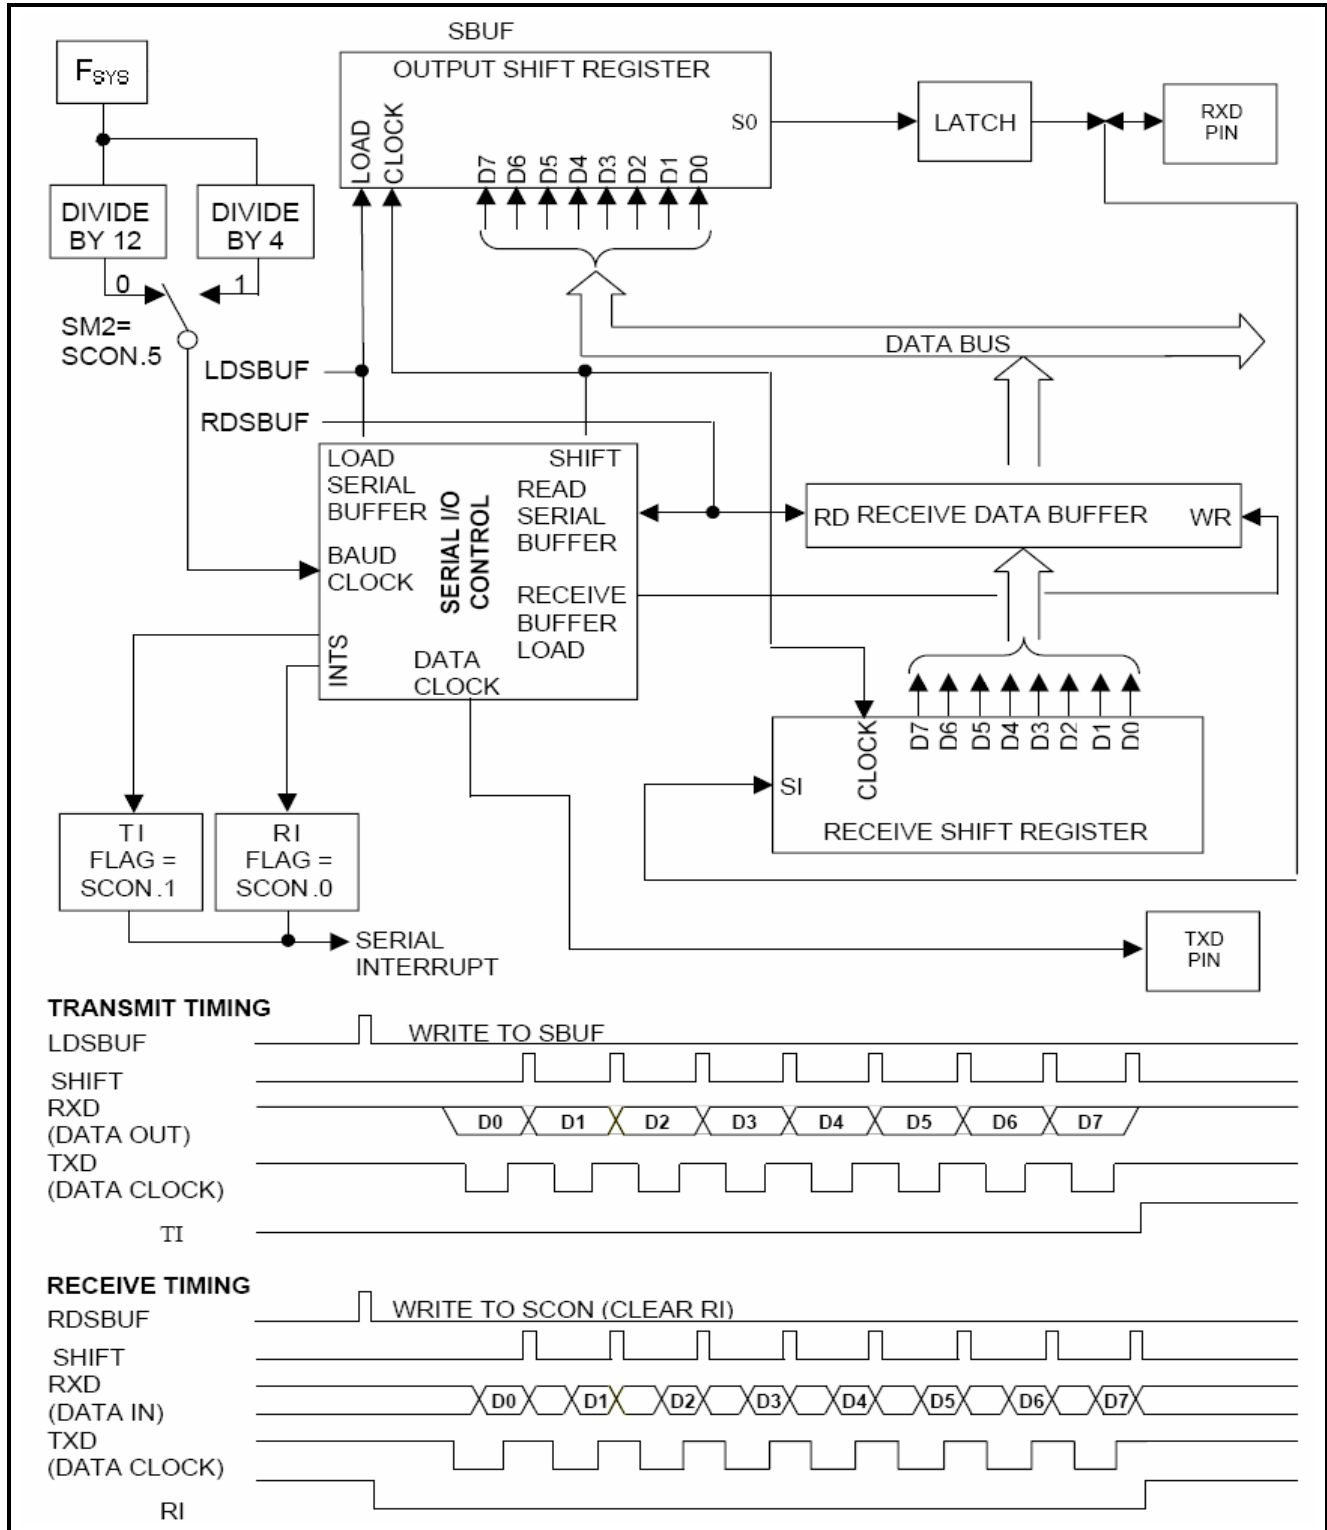 SBUF
F SYS
OUTPUT SHIFT REGISTER
LOAD
CLOCK
D7
D6
D5
D4
D3
D2
D1
D0
S0
LATCH
RXD
PIN
DIVIDE
BY 12
DIVIDE
BY 4
0
1
SM2=
SCON.5
DATA BUS
LDSBUF
RDSBUF
LOAD
SERIAL
BUFFER
SHIFT
READ
SERIAL
BUFFER
SERIAL I/O
CONTROL
BAUD
CLOCK
RECEIVE
BUFFER
LOAD
INTS
DATA
CLOCK
RD
RECEIVE DATA BUFFER
WR
CLOCK
D7
D6
D5
D4
D3
D2
D1
D0
SI
RECEIVE SHIFT REGISTER
TI
FLAG =
SCON.1
RI
FLAG =
SCON.0
SERIAL
INTERRUPT
TXD
PIN
TRANSMIT TIMING
LDSBUF
WRITE TO SBUF
SHIFT
RXD
(DATA OUT)
D0 D1 D2 D3 D4 D5 D6 D7
TXD
(DATA CLOCK)
TI
RECEIVE TIMING
RDSBUF
WRITE TO SCON (CLEAR RI)
SHIFT
RXD
(DATA IN)
D0 D1 D2 D3 D4 D5 D6 D7
TXD
(DATA CLOCK)
RI